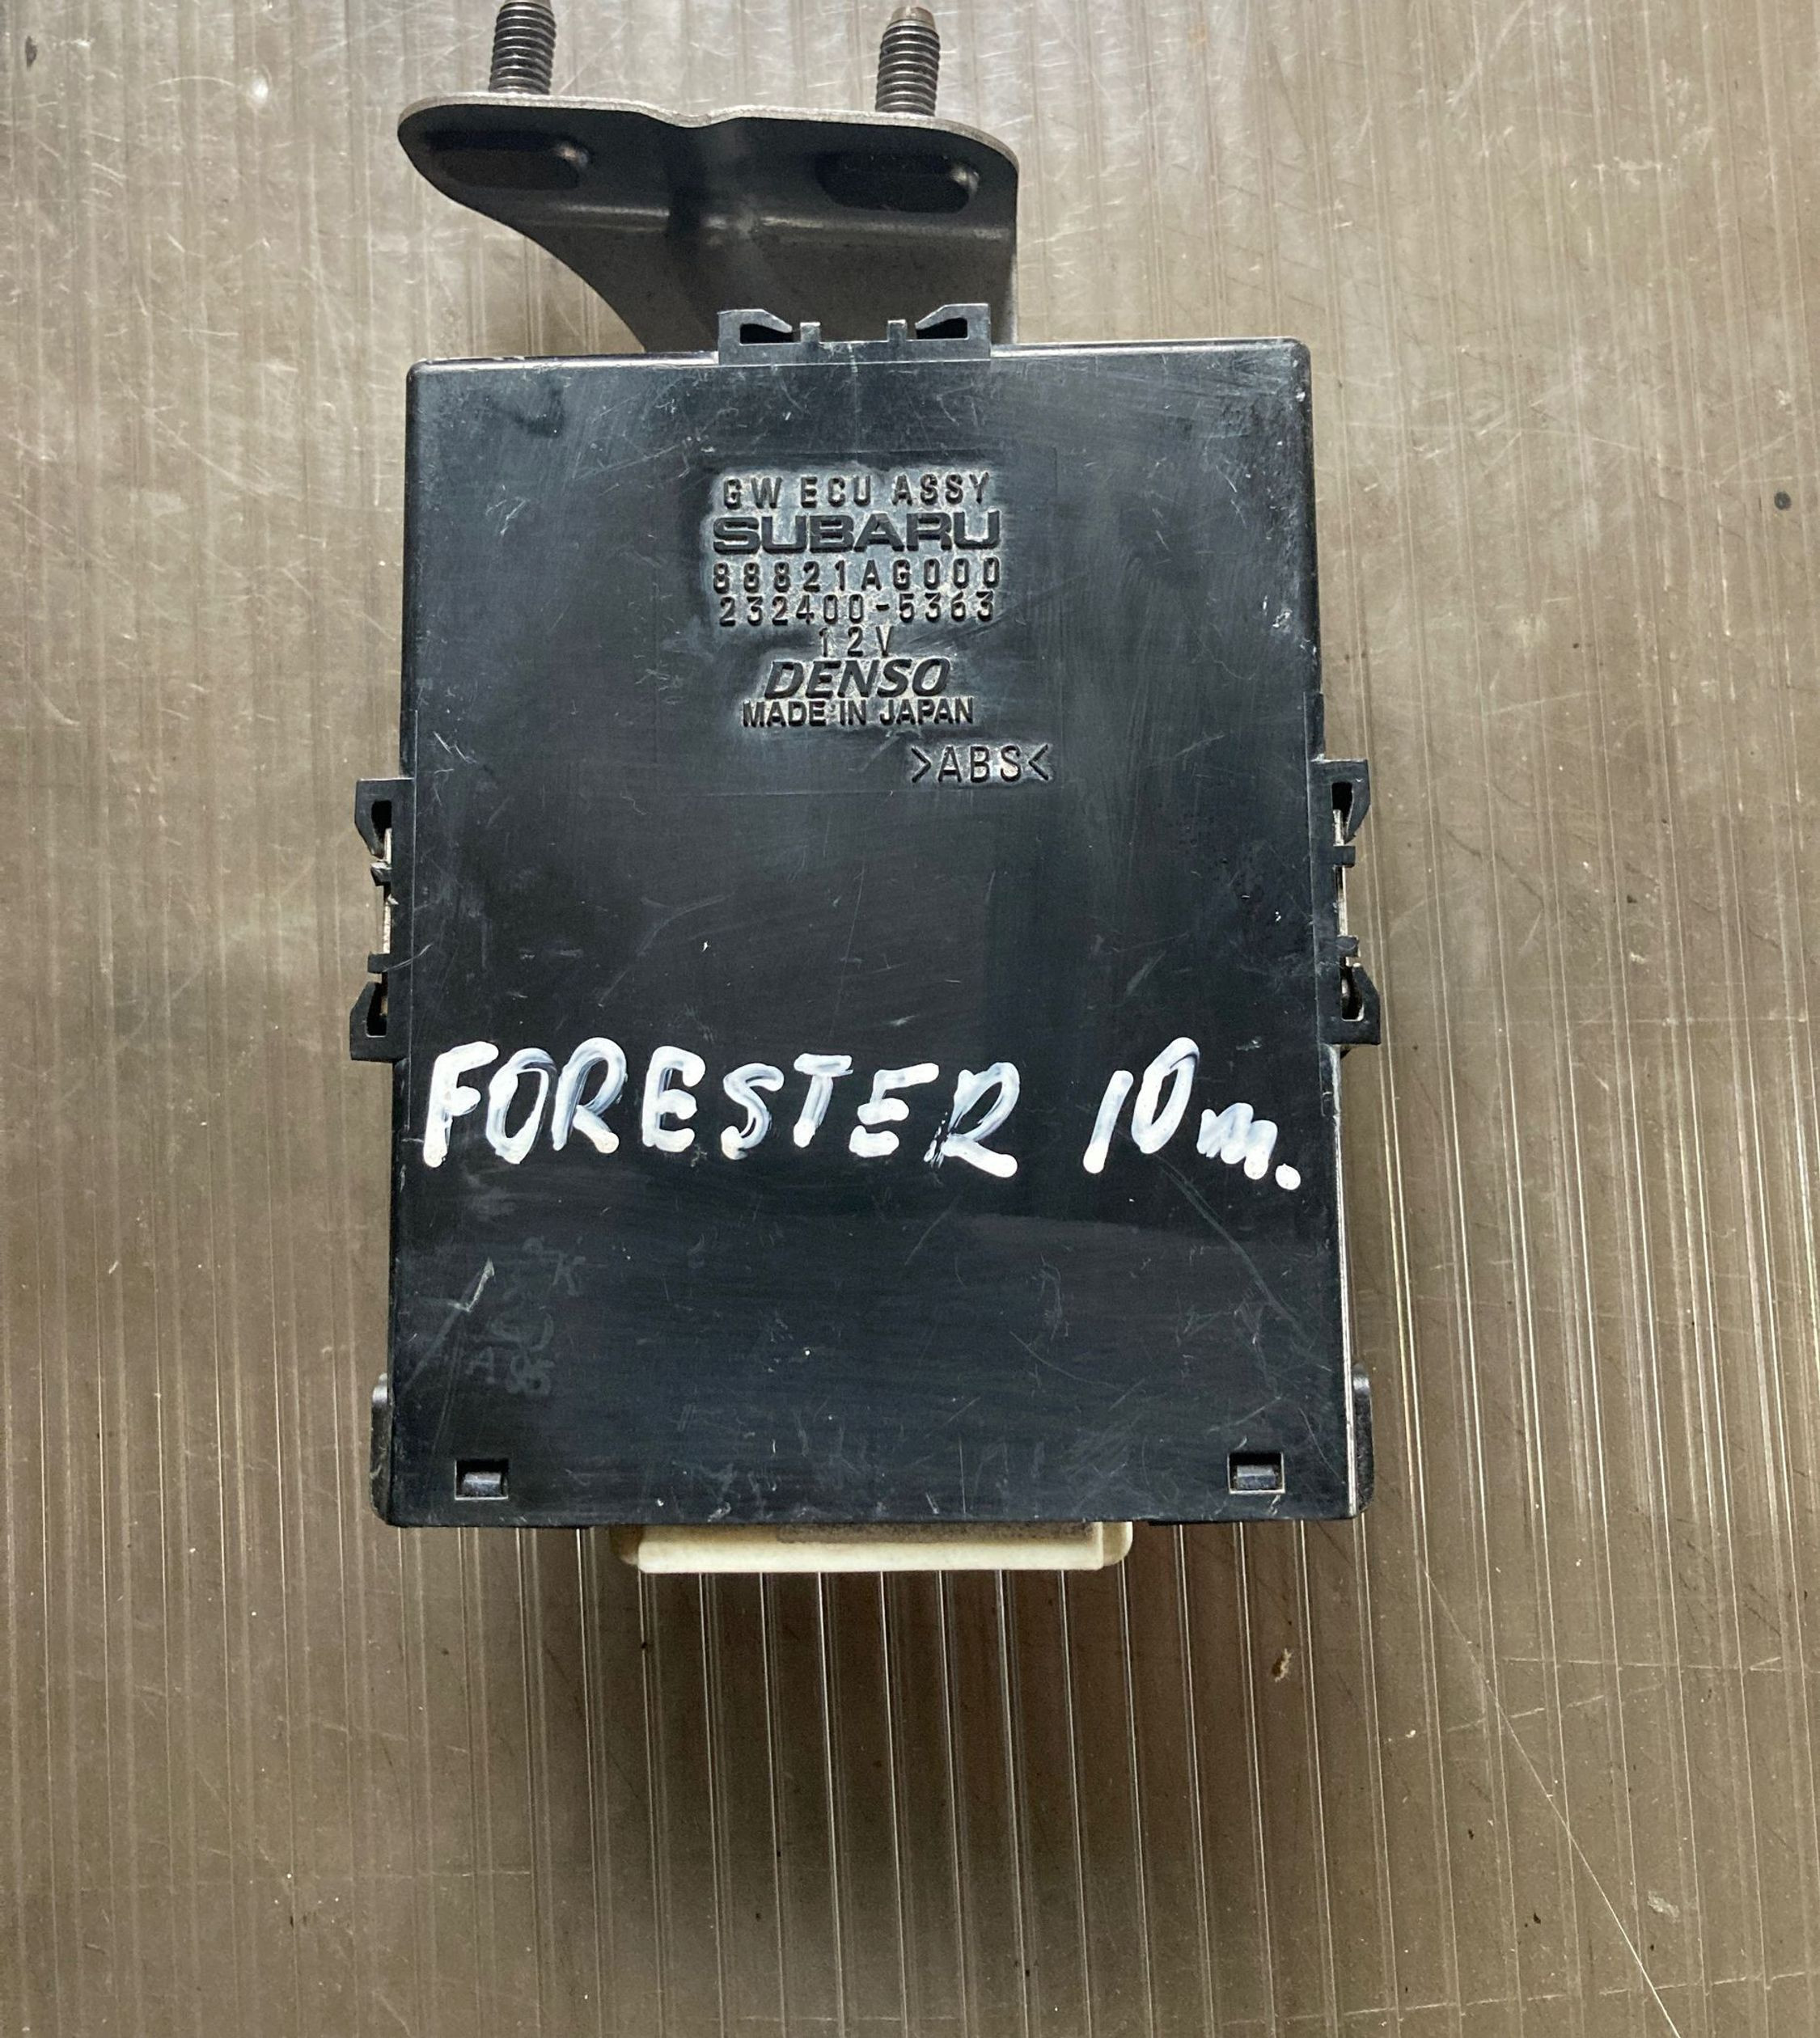 GW ECU ASSY
SUBARU
88821AG000
232400-5363
12V
DENSO
MADE IN JAPAN
>ABS<
FORESTER 10m.